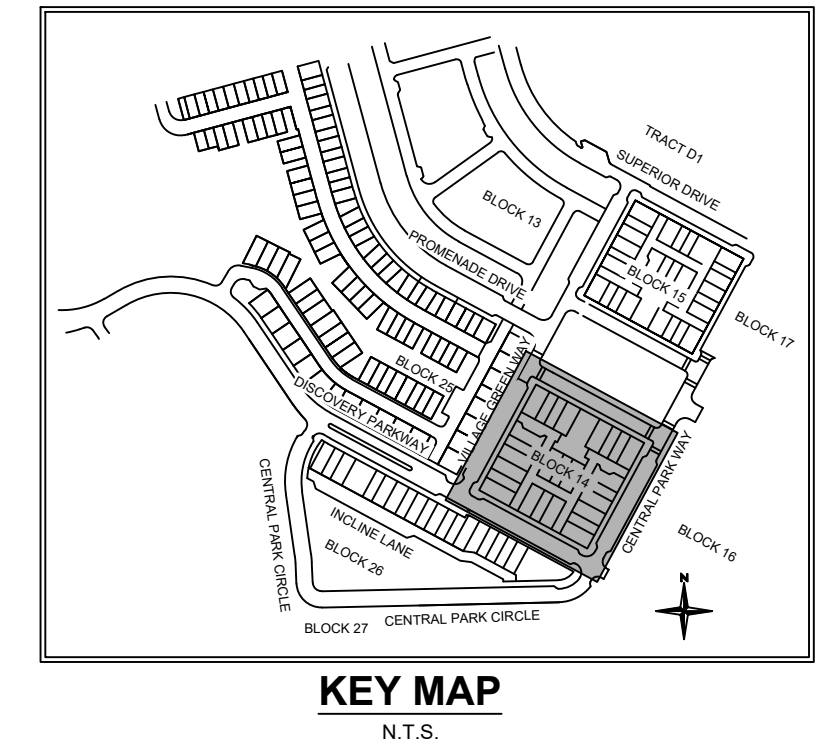 TRACT D1
SUPERIOR DRIVE
BLOCK 13
PROMENADE DRIVE
BLOCK 15
BLOCK 17
VILLAGE GREEN WAY
BLOCK 25
DISCOVERY PARKWAY
BLOCK 14
CENTRAL PARK WAY
CENTRAL PARK CIRCLE
INCLINE LANE
BLOCK 26
BLOCK 16
N
BLOCK 27
CENTRAL PARK CIRCLE
KEY MAP
N.T.S.